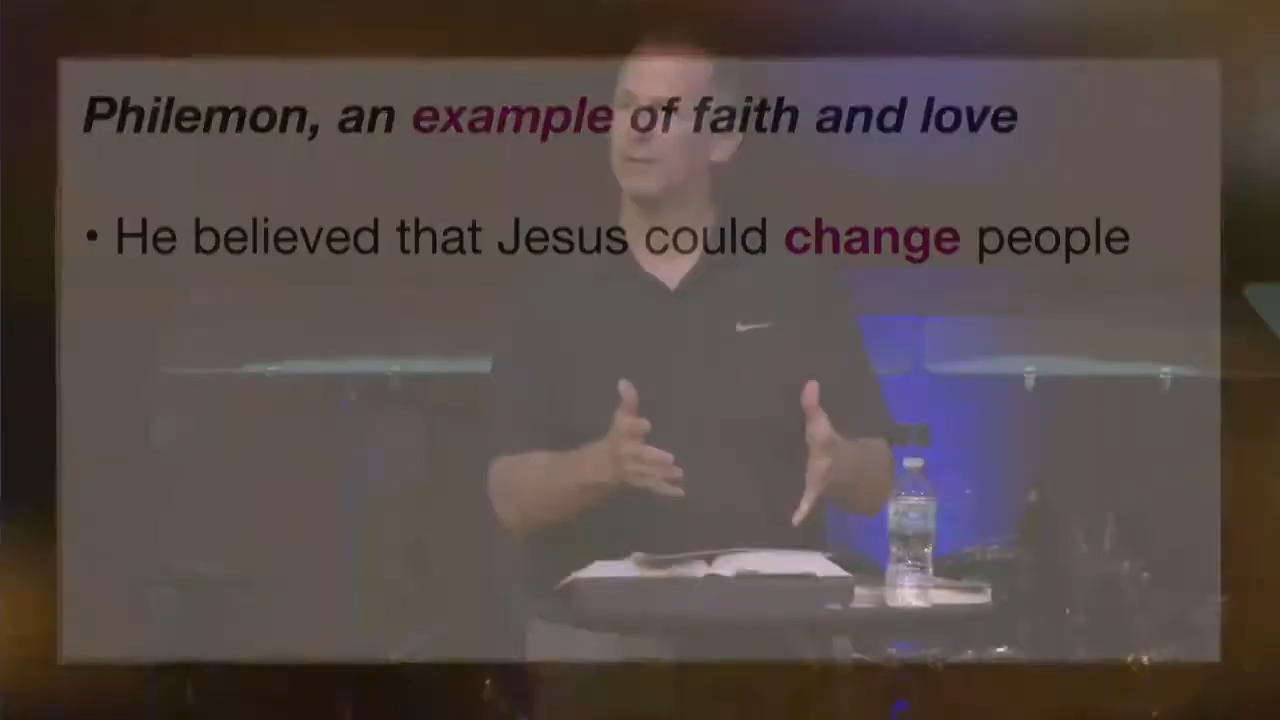 Philemon, an example of faith and love
• He believed that Jesus could change people